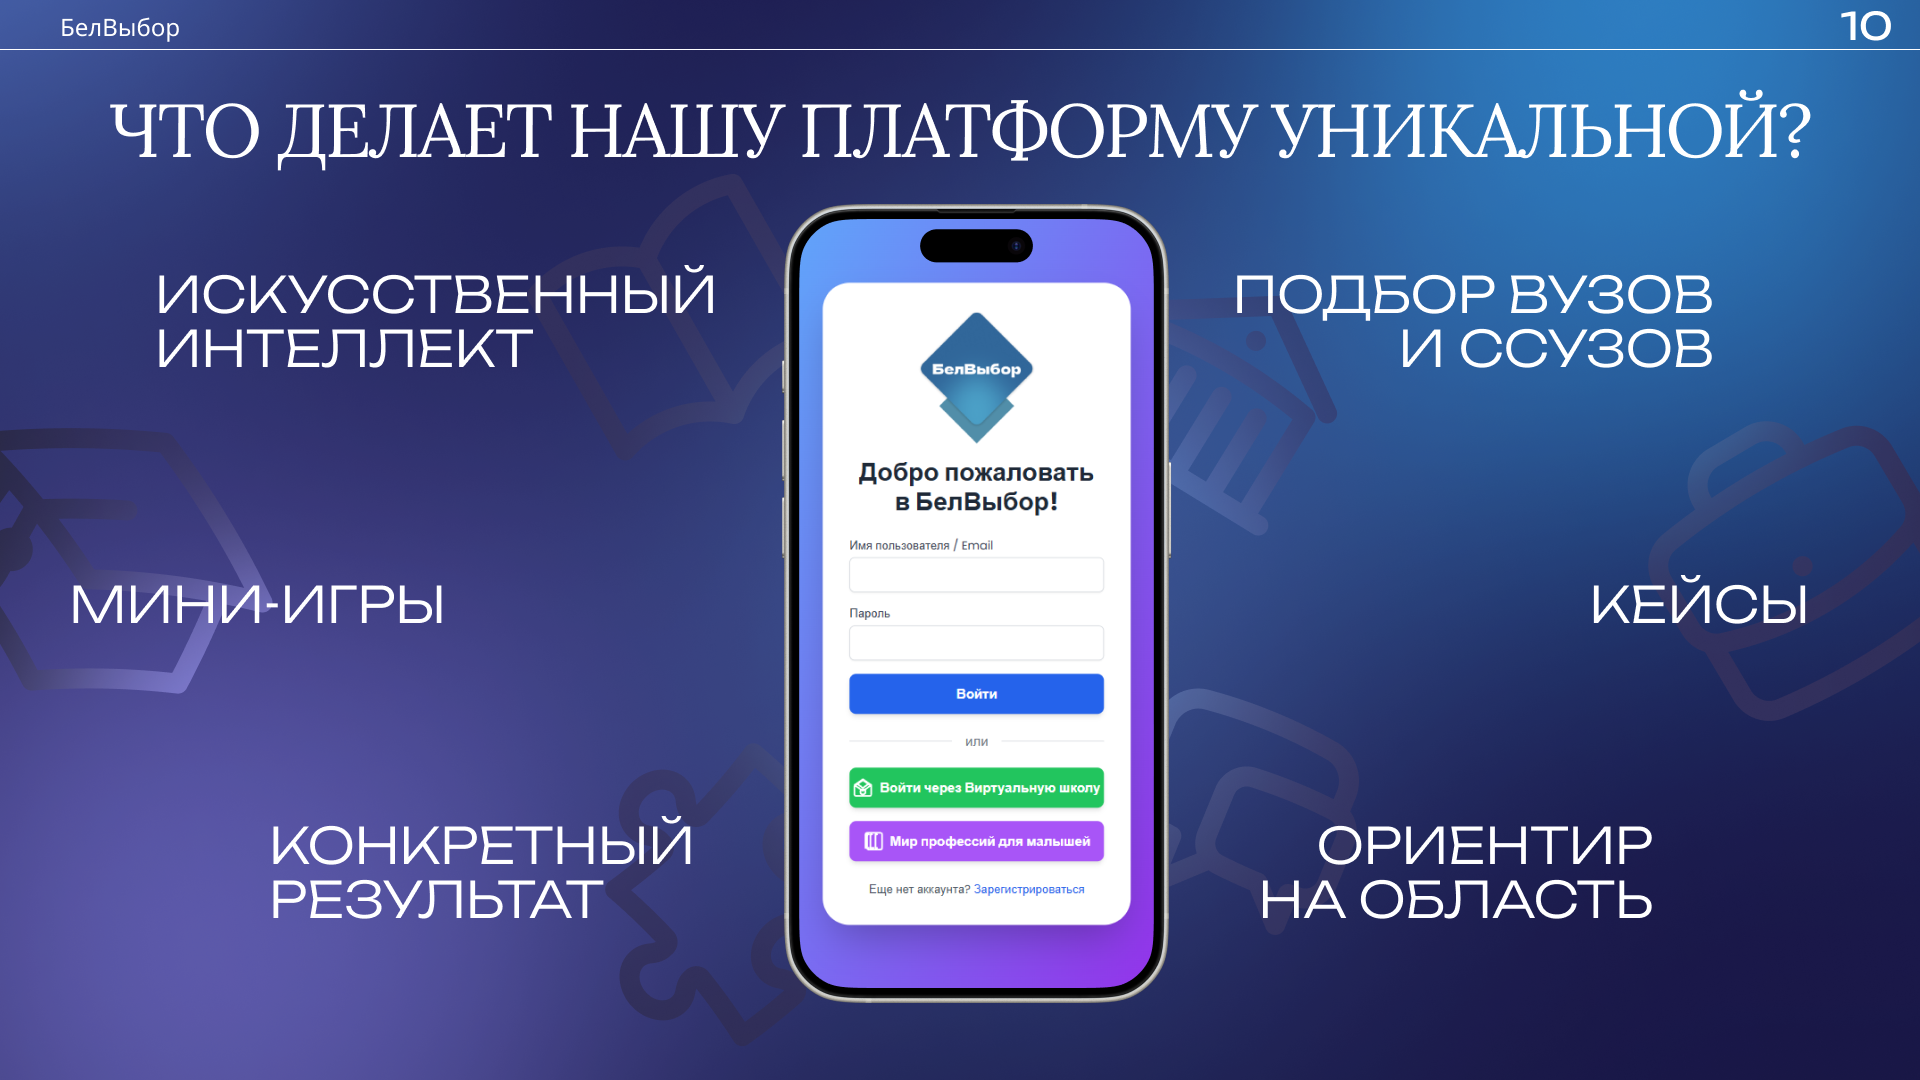 БелВыбор
10
ЧТО ДЕЛАЕТ НАШУ ПЛАТФОРМУ УНИКАЛЬНОЙ?
ИСКУССТВЕННЫЙ
ИНТЕЛЛЕКТ
МИНИ-ИГРЫ
КОНКРЕТНЫЙ
РЕЗУЛЬТАТ
БелВыбор
Добро пожаловать
в БелВыбор!
Имя пользователя / Email
Пароль
Войти
или
Войти через Виртуальную школу
Мир профессий для малышей
Еще нет аккаунта? Зарегистрироваться
ПОДБОР ВУЗОВ
И ССУЗОВ
КЕЙСЫ
ОРИЕНТИР
НА ОБЛАСТЬ